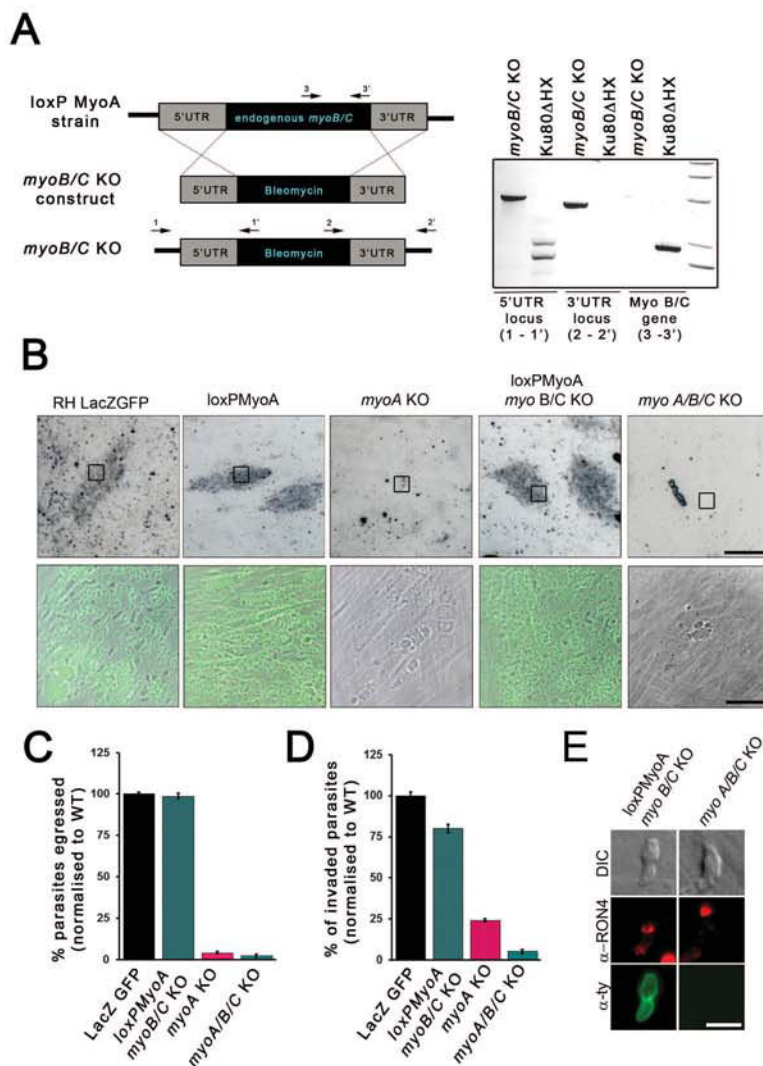 A
loxP MyoA
strain
5'UTR
endogenous myoB/C
3'UTR
3
3'
myoB/C KO
construct
5'UTR
Bleomycin
3'UTR
myoB/C KO
1
1'
2
2'
5'UTR
Bleomycin
3'UTR
myoB/C KO
Ku80ΔHX
myoB/C KO
Ku80ΔHX
myoB/C KO
Ku80ΔHX
5'UTR
locus
(1 - 1')
3'UTR
locus
(2 - 2')
Myo B/C
gene
(3 -3')
B
RH LacZGFP
loxPMyoA
myoA KO
loxPMyoA
myo B/C KO
myo A/B/C KO
C
% parasites egressed
(normalised to WT)
125
100
75
50
25
0
LacZ GFP
loxPMyoA
myoB/C KO
myoA KO
myoA/B/C KO
D
% of invaded parasites
(normalised to WT)
125
100
75
50
25
0
LacZ GFP
loxPMyoA
myoB/C KO
myoA KO
myoA/B/C KO
E
loxPMyoA
myo B/C KO
myo A/B/C KO
DIC
α-RON4
α-ty